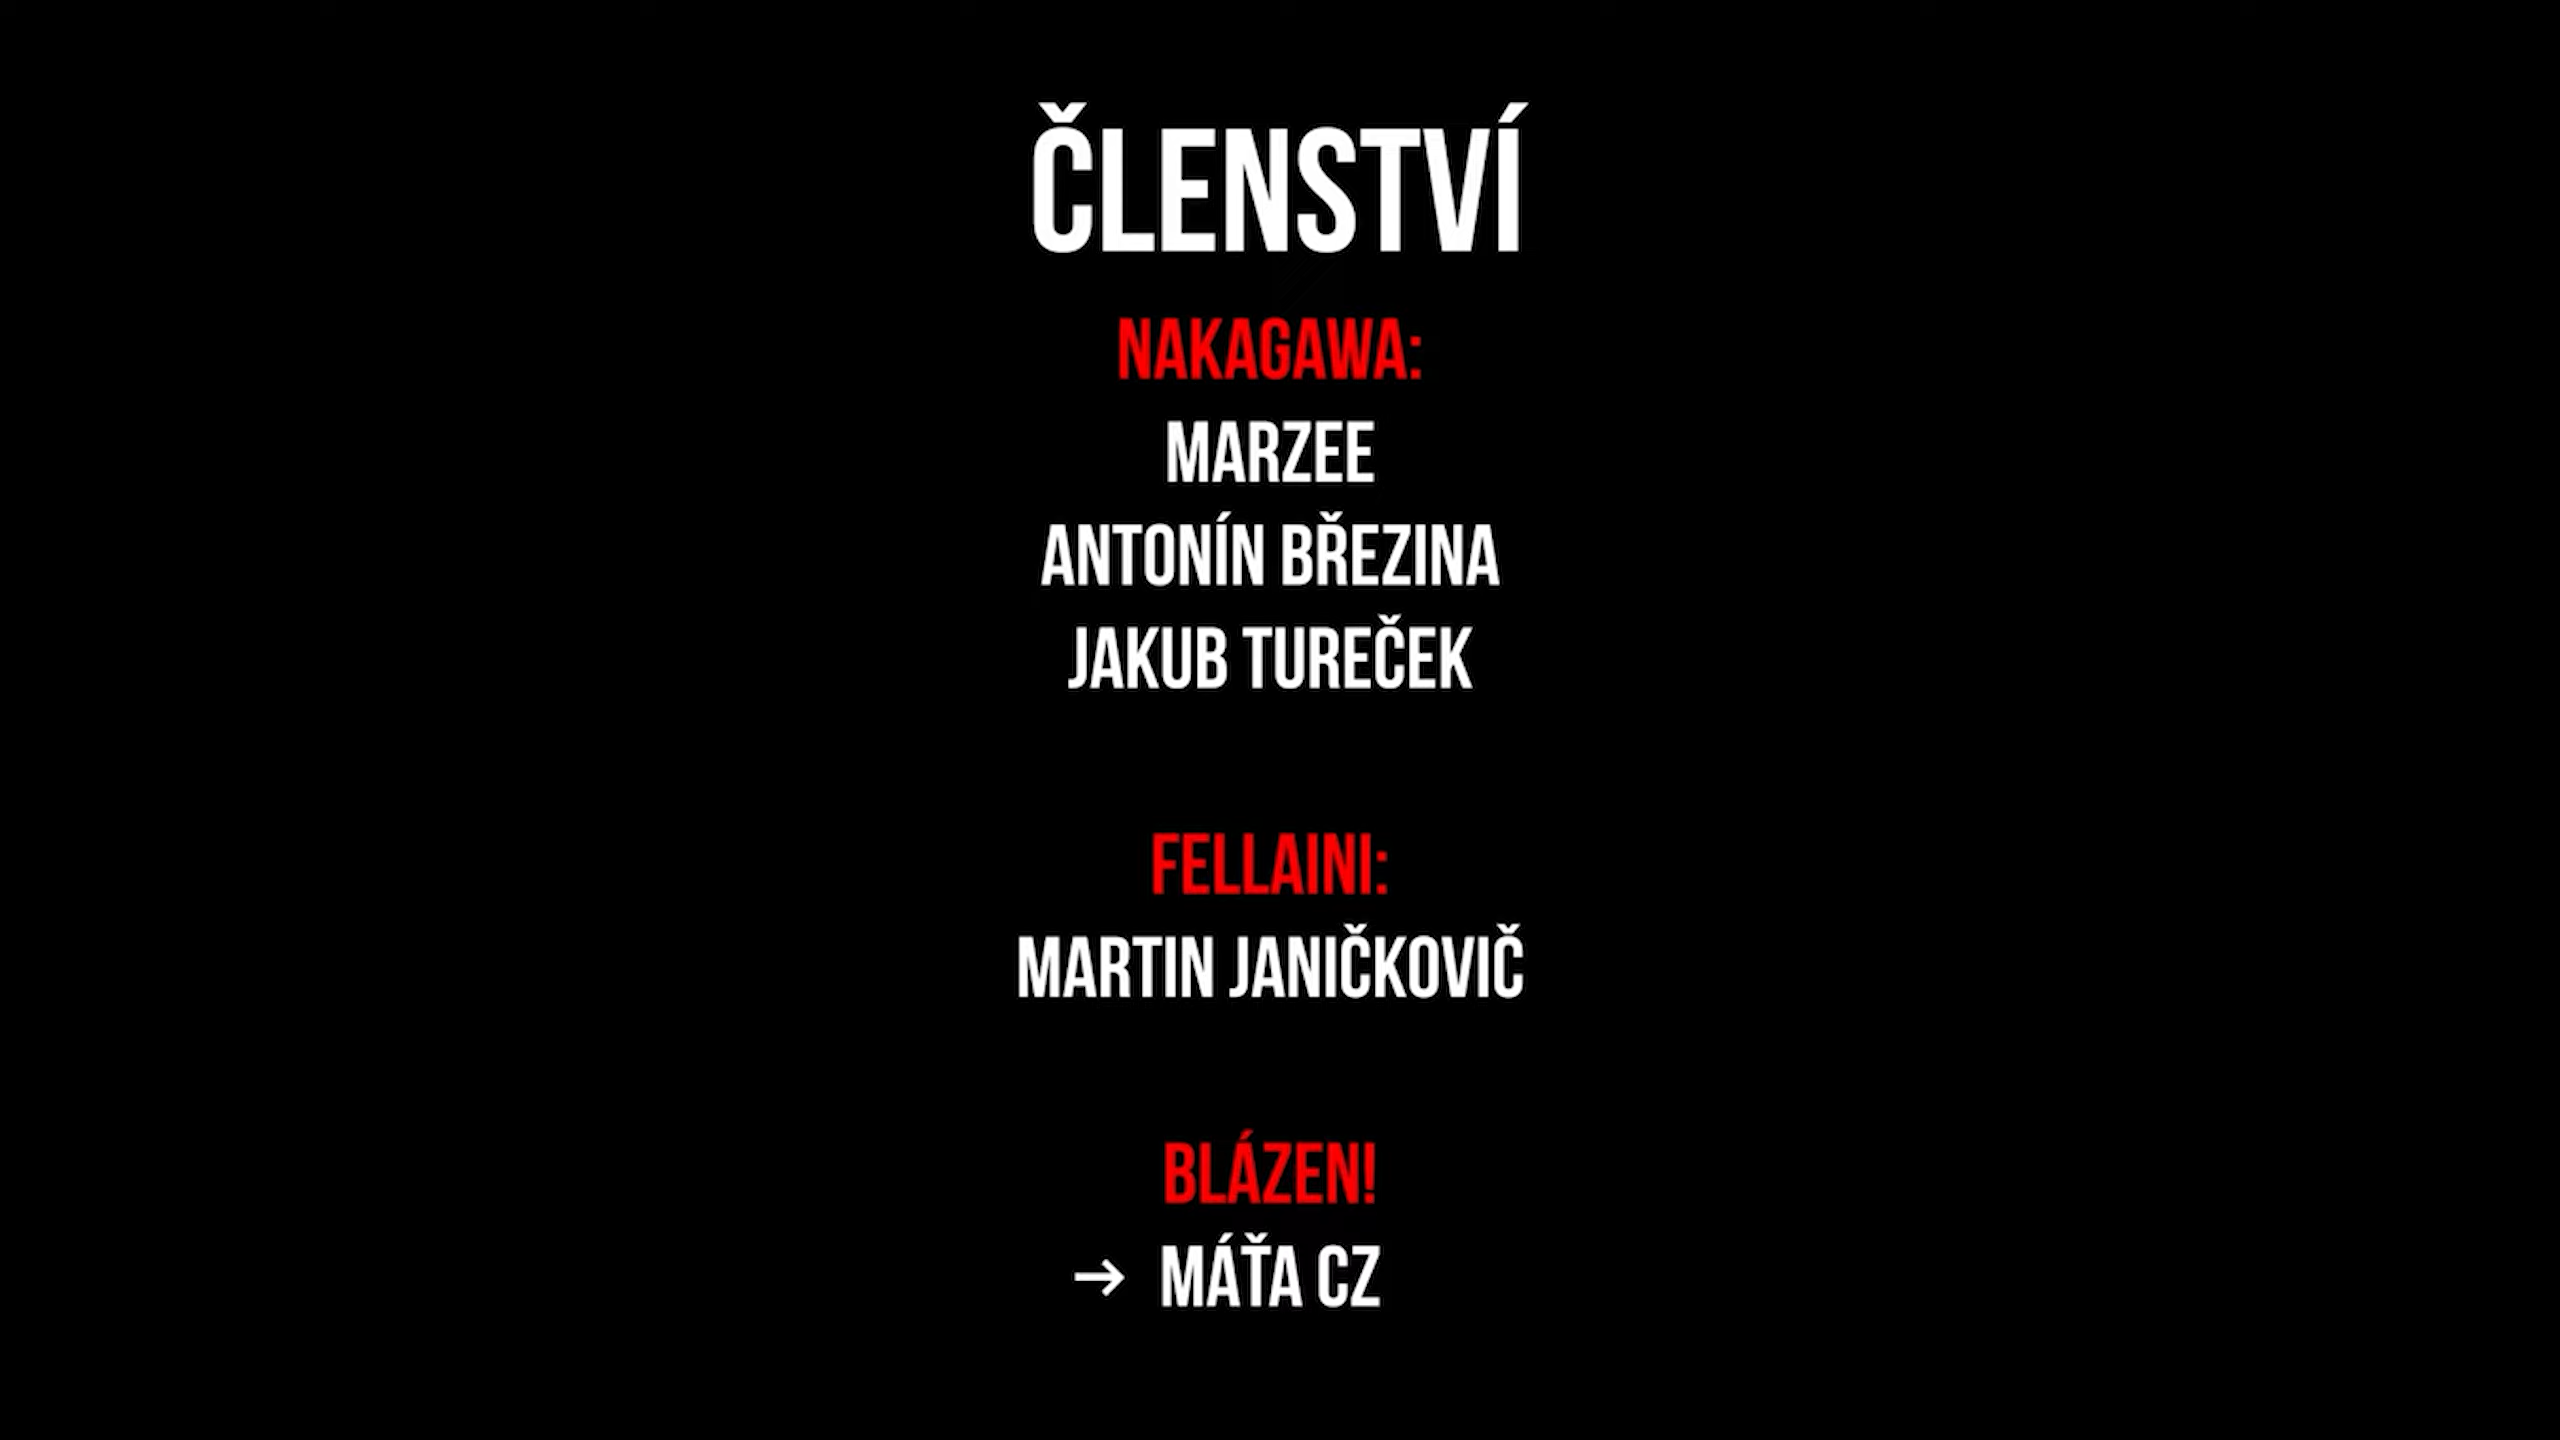 ČLENSTVÍ
NAKAGAWA:
MARZEE
ANTONÍN BŘEZINA
JAKUB TUREČEK
FELLAINI:
MARTIN JANIČKOVIČ
BLÁZEN!
→ MÁŤA CZ